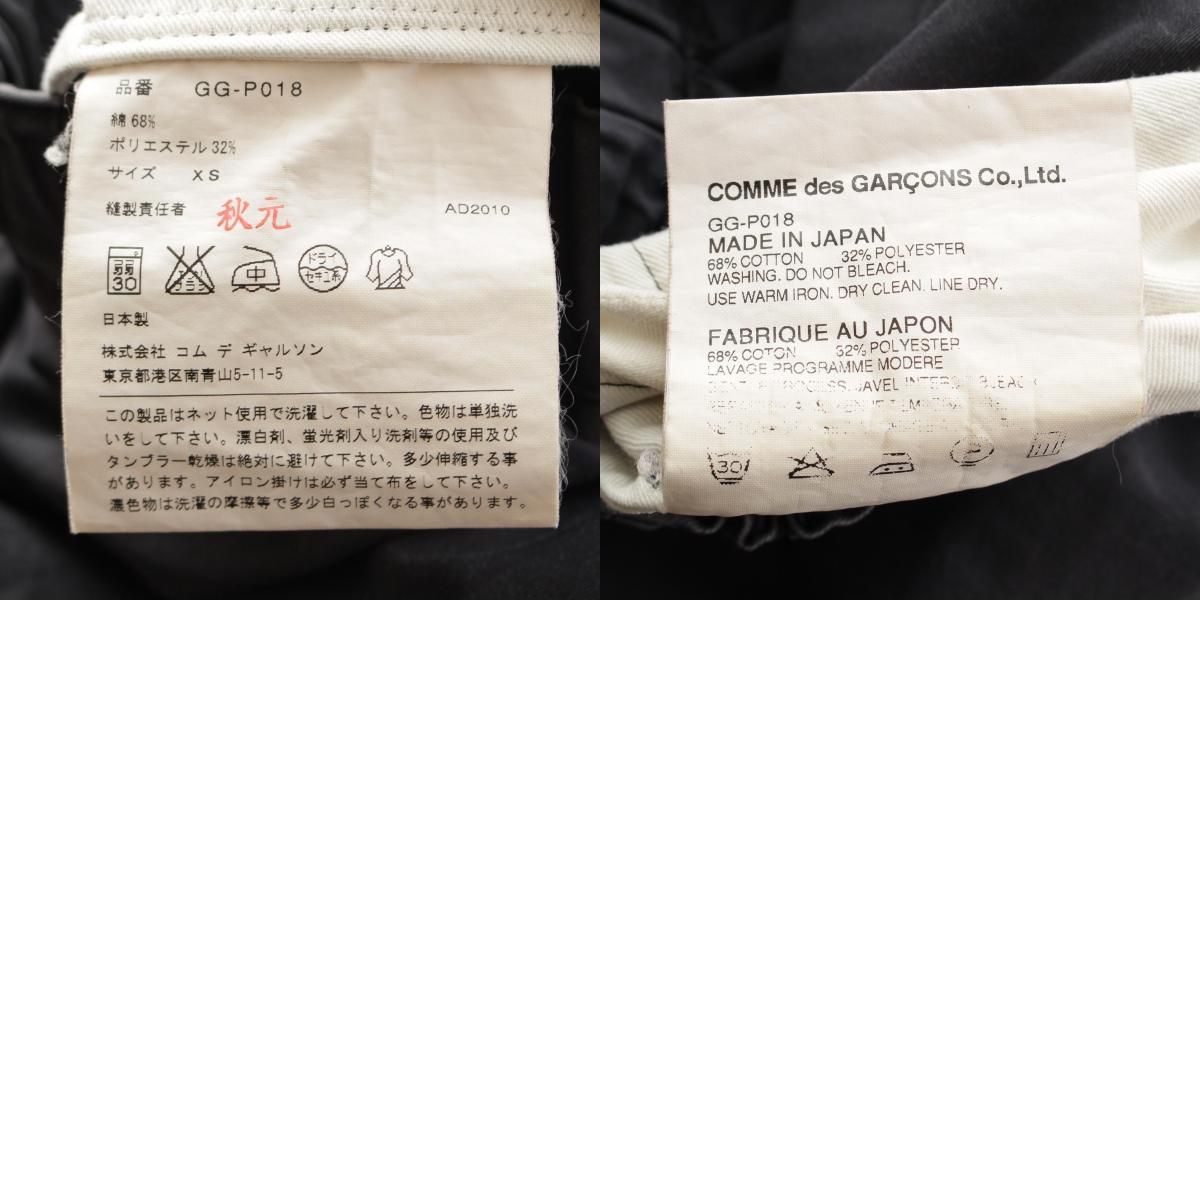 品番 GG-P018
綿 68%
ポリエステル 32%
サイズ XS
縫製責任者 秋元 AD2010
弱 30 エンソ サラシ 中 ドライ セキユ系
日本製
株式会社 コム デ ギャルソン
東京都港区南青山5-11-5
この製品はネット使用で洗濯して下さい。色物は単独洗
いをして下さい。漂白剤、蛍光剤入り洗剤等の使用及び
タンブラー乾燥は絶対に避けて下さい。多少伸縮する事
があります。アイロン掛けは必ず当て布をして下さい。
濃色物は洗濯の摩擦等で多少白っぽくなる事があります。
COMME des GARÇONS Co.,Ltd.
GG-P018
MADE IN JAPAN
68% COTTON 32% POLYESTER
WASHING. DO NOT BLEACH.
USE WARM IRON. DRY CLEAN. LINE DRY.
FABRIQUE AU JAPON
68% COTON 32% POLYESTER
LAVAGE PROGRAMME MODERE
JAVEL
30